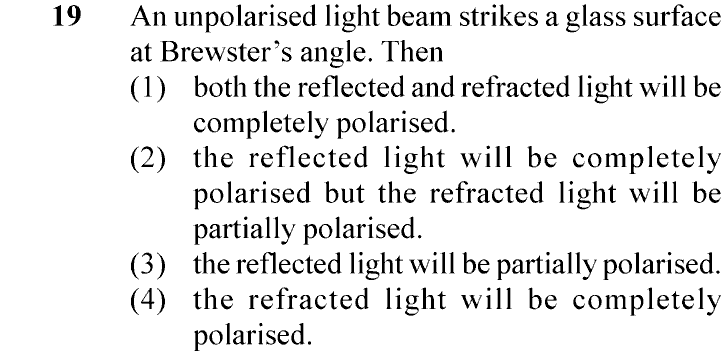 19 An unpolarised light beam strikes a glass surface
at Brewster's angle. Then
(1) both the reflected and refracted light will be
completely polarised.
(2) the reflected light will be completely
polarised but the refracted light will be
partially polarised.
(3) the reflected light will be partially polarised.
(4) the refracted light will be completely
polarised.